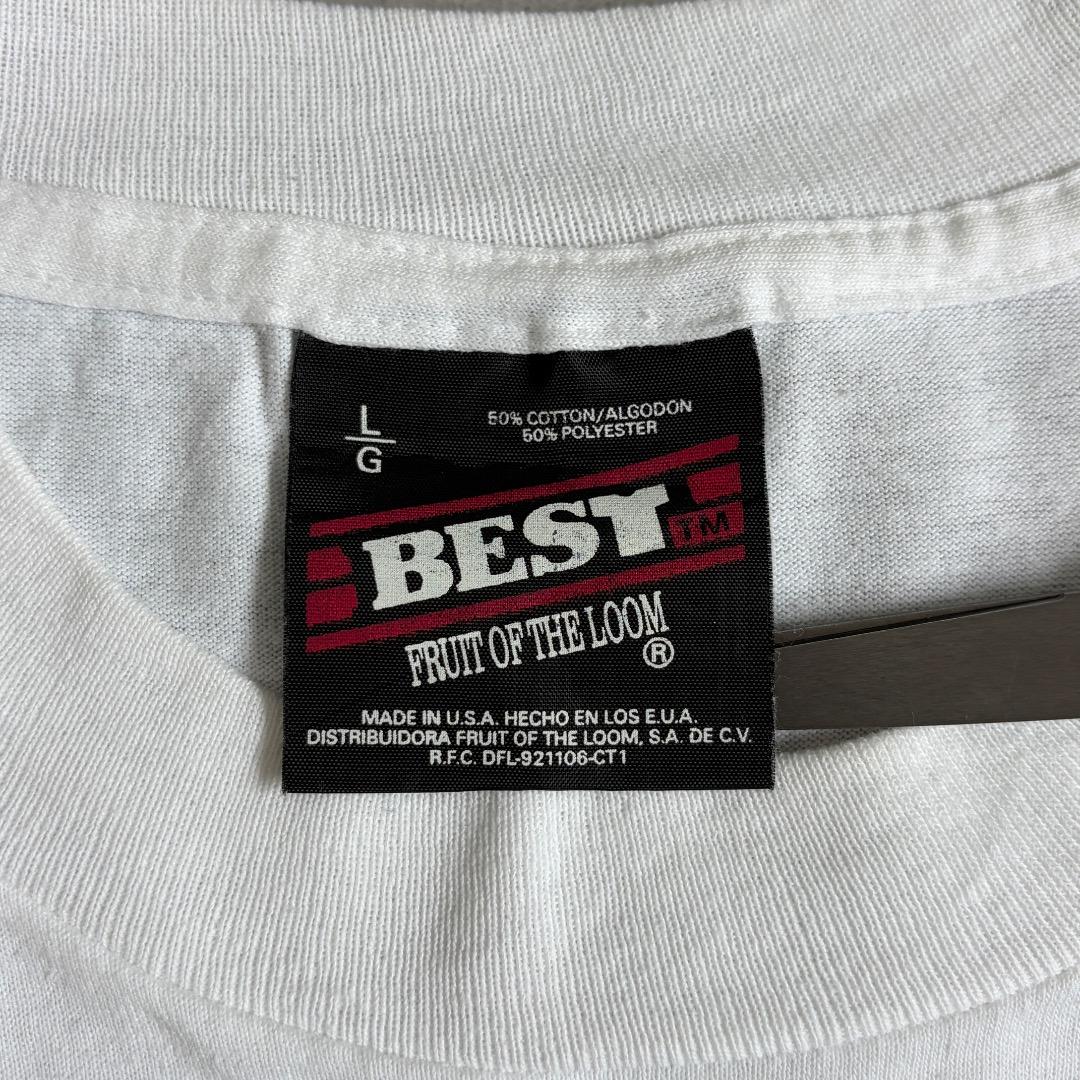 L
G
50% COTTON/ALGODON
50% POLYESTER
BEST TM
FRUIT OF THE LOOM ®
MADE IN U.S.A. HECHO EN LOS E.U.A.
DISTRIBUIDORA FRUIT OF THE LOOM, S.A. DE C.V.
R.F.C. DFL-921106-CT1